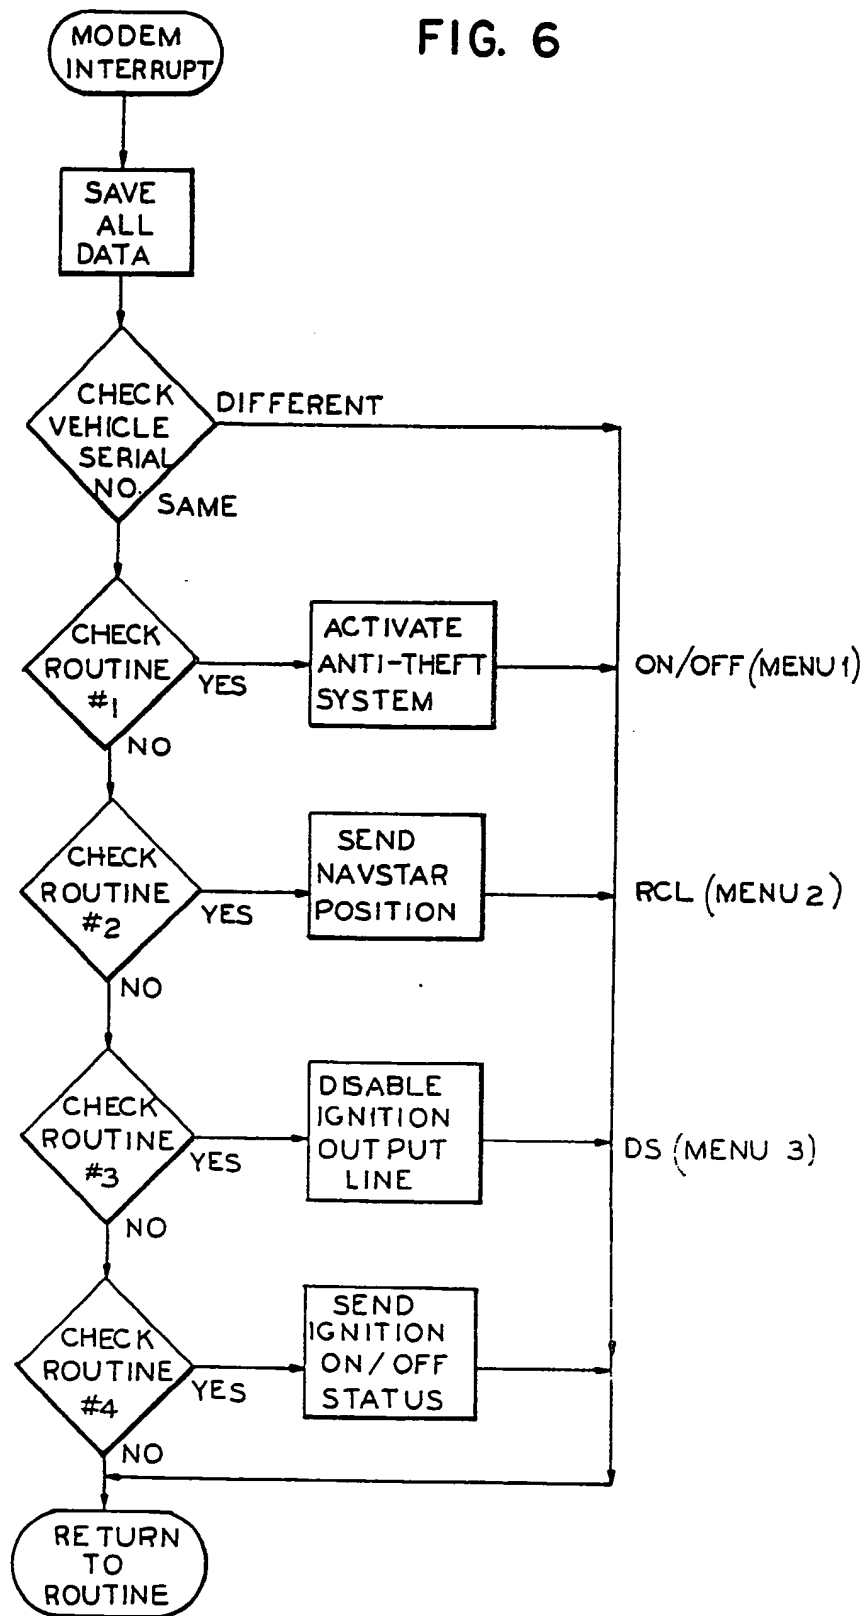 FIG. 6
MODEM
INTERRUPT
SAVE
ALL
DATA
CHECK
VEHICLE
SERIAL
NO.
DIFFERENT
SAME
CHECK
ROUTINE
#1
YES
NO
ACTIVATE
ANTI-THEFT
SYSTEM
ON/OFF (MENU 1)
CHECK
ROUTINE
#2
YES
NO
SEND
NAVSTAR
POSITION
RCL (MENU 2)
CHECK
ROUTINE
#3
YES
NO
DISABLE
IGNITION
OUTPUT
LINE
DS (MENU 3)
CHECK
ROUTINE
#4
YES
NO
SEND
IGNITION
ON/OFF
STATUS
RETURN
TO
ROUTINE